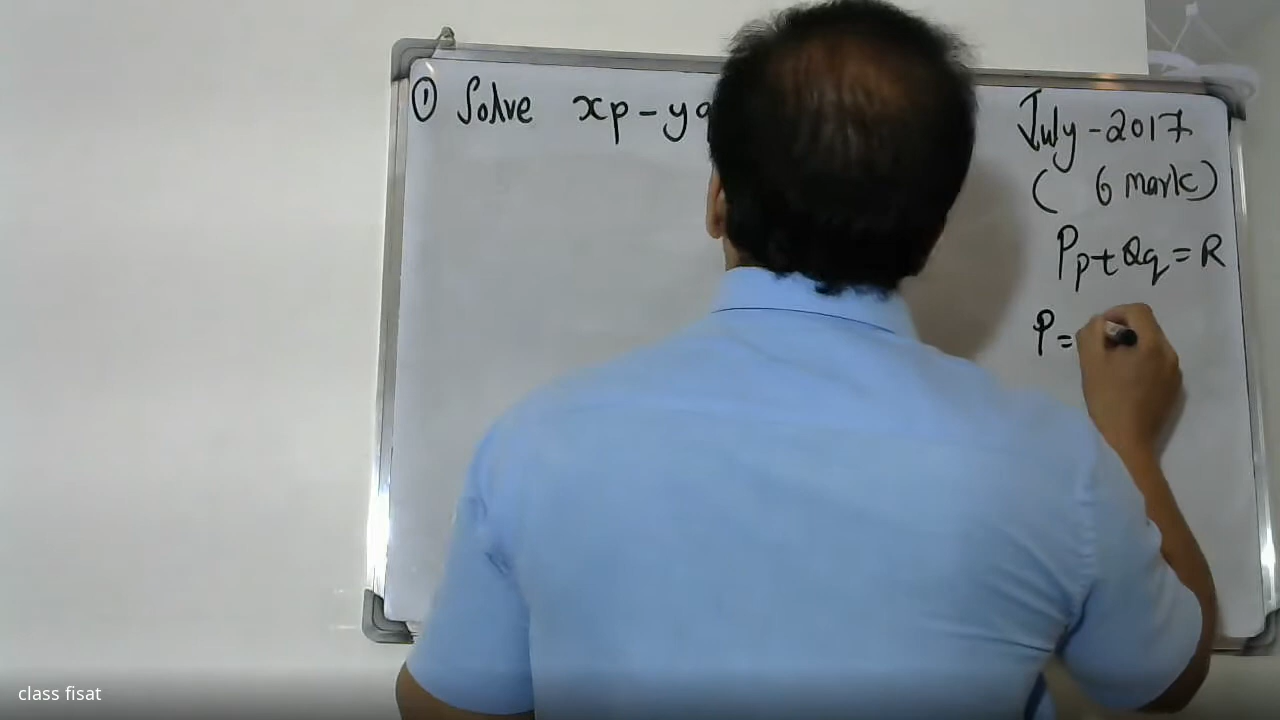 ① Solve xp-yq
July-2017
( 6 mark)
Pp+Qq=R
P=
class fisat